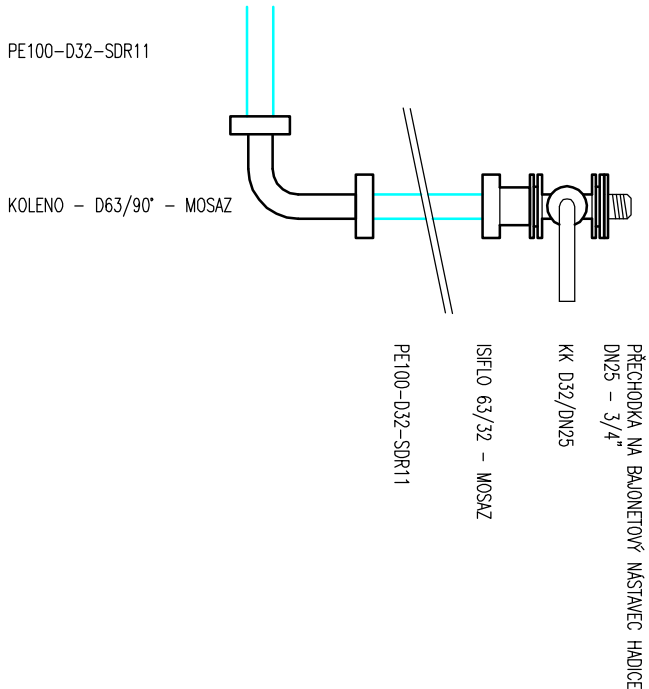 PE100-D32-SDR11
KOLENO - D63/90° - MOSAZ
PE100-D32-SDR11
ISIFLO 63/32 - MOSAZ
KK D32/DN25
PŘECHODKA NA BAJONETOVÝ NÁSTAVEC HADICE
DN25 - 3/4"